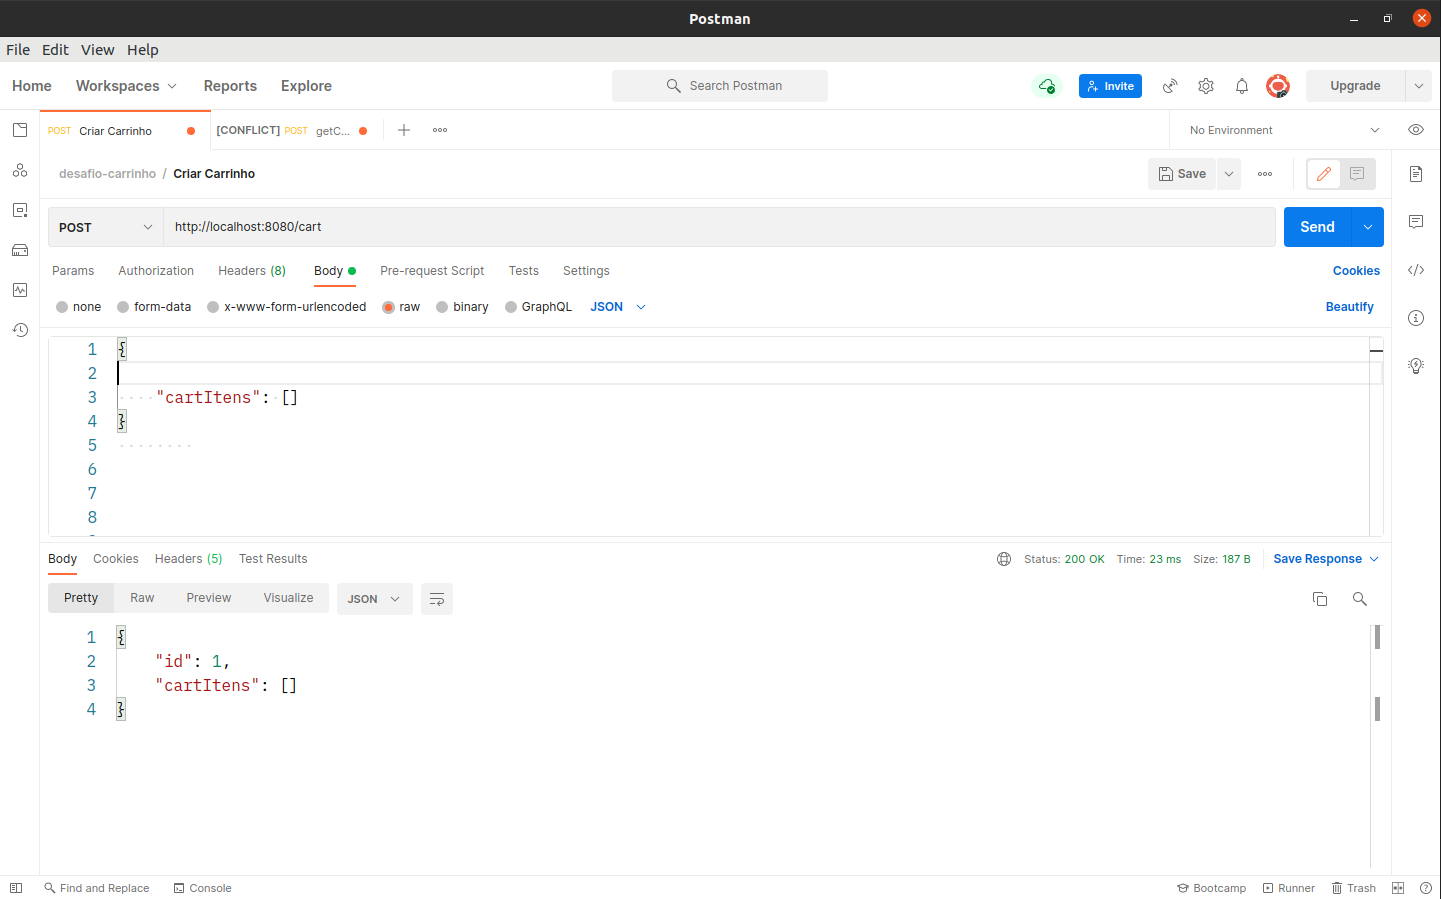 Postman
File Edit View Help
Home Workspaces Reports Explore Search Postman Invite Upgrade
POST Criar Carrinho [CONFLICT] POST getC... No Environment
desafio-carrinho / Criar Carrinho Save
POST http://localhost:8080/cart Send
Params Authorization Headers (8) Body Pre-request Script Tests Settings Cookies
none form-data x-www-form-urlencoded raw binary GraphQL JSON Beautify
1 {
2
3 "cartItens": []
4 }
5
6
7
8
Body Cookies Headers (5) Test Results Status: 200 OK Time: 23 ms Size: 187 B Save Response
Pretty Raw Preview Visualize JSON
1 {
2 "id": 1,
3 "cartItens": []
4 }
Find and Replace Console Bootcamp Runner Trash